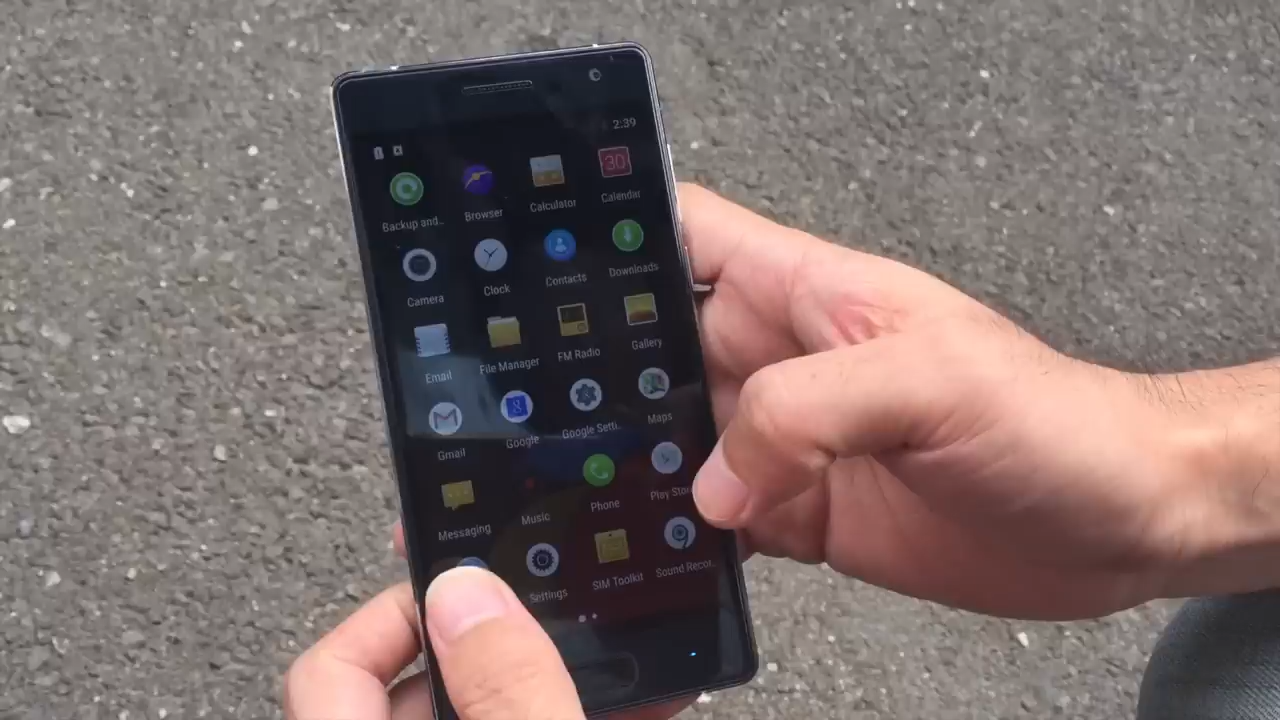 2:39
30
Backup and..
Browser
Calculator
Calendar
Camera
Clock
Contacts
Downloads
Email
File Manager
FM Radio
Gallery
Gmail
Google
Google Setti..
Maps
Messaging
Music
Phone
Play Stor
Settings
SIM Toolkit
Sound Recor..